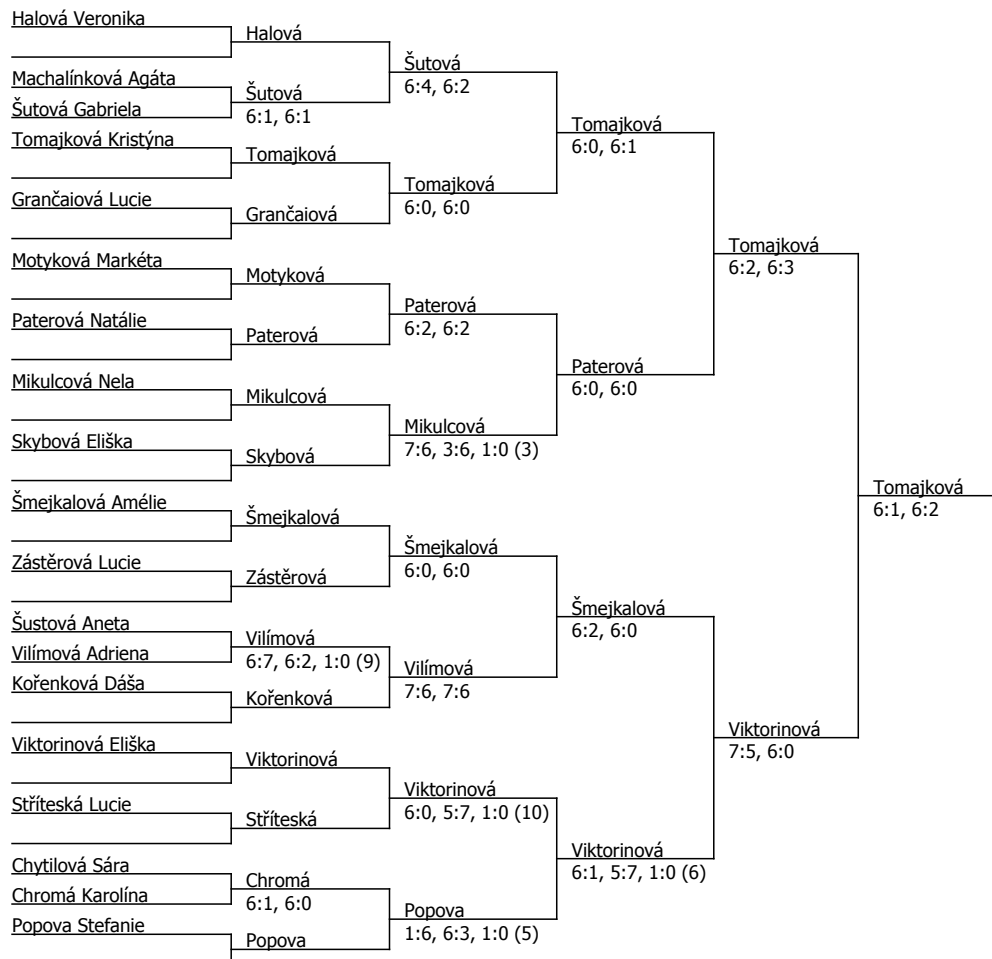 Halová Veronika
Halová
Šutová
6:4, 6:2
Machalínková Agáta
Šutová
6:1, 6:1
Šutová Gabriela
Tomajková
6:0, 6:1
Tomajková Kristýna
Tomajková
Tomajková
6:0, 6:0
Grančaiová Lucie
Grančaiová
Tomajková
6:2, 6:3
Motyková Markéta
Motyková
Paterová
6:2, 6:2
Paterová Natálie
Paterová
Paterová
6:0, 6:0
Mikulcová Nela
Mikulcová
Mikulcová
7:6, 3:6, 1:0 (3)
Skybová Eliška
Skybová
Tomajková
6:1, 6:2
Šmejkalová Amélie
Šmejkalová
Šmejkalová
6:0, 6:0
Zástěrová Lucie
Zástěrová
Šmejkalová
6:2, 6:0
Šustová Aneta
Vilímová
6:7, 6:2, 1:0 (9)
Vilímová Adriena
Vilímová
7:6, 7:6
Kořenková Dáša
Kořenková
Viktorinová
7:5, 6:0
Viktorinová Eliška
Viktorinová
Viktorinová
6:0, 5:7, 1:0 (10)
Stříteská Lucie
Stříteská
Viktorinová
6:1, 5:7, 1:0 (6)
Chytilová Sára
Chromá
6:1, 6:0
Chromá Karolína
Popova
1:6, 6:3, 1:0 (5)
Popova Stefanie
Popova